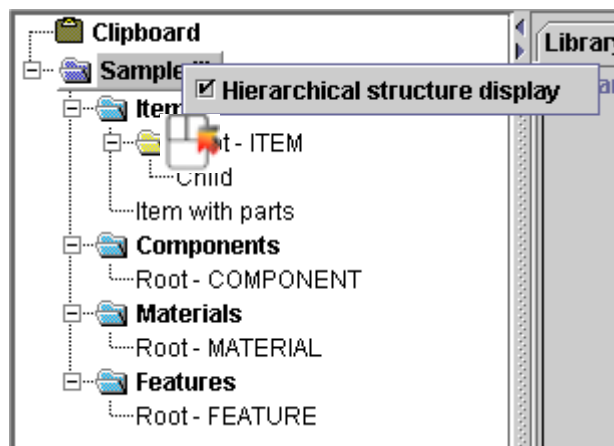 Clipboard
Library
Sample
Hierarchical structure display
Item
- ITEM
Child
Item with parts
Components
Root - COMPONENT
Materials
Root - MATERIAL
Features
Root - FEATURE